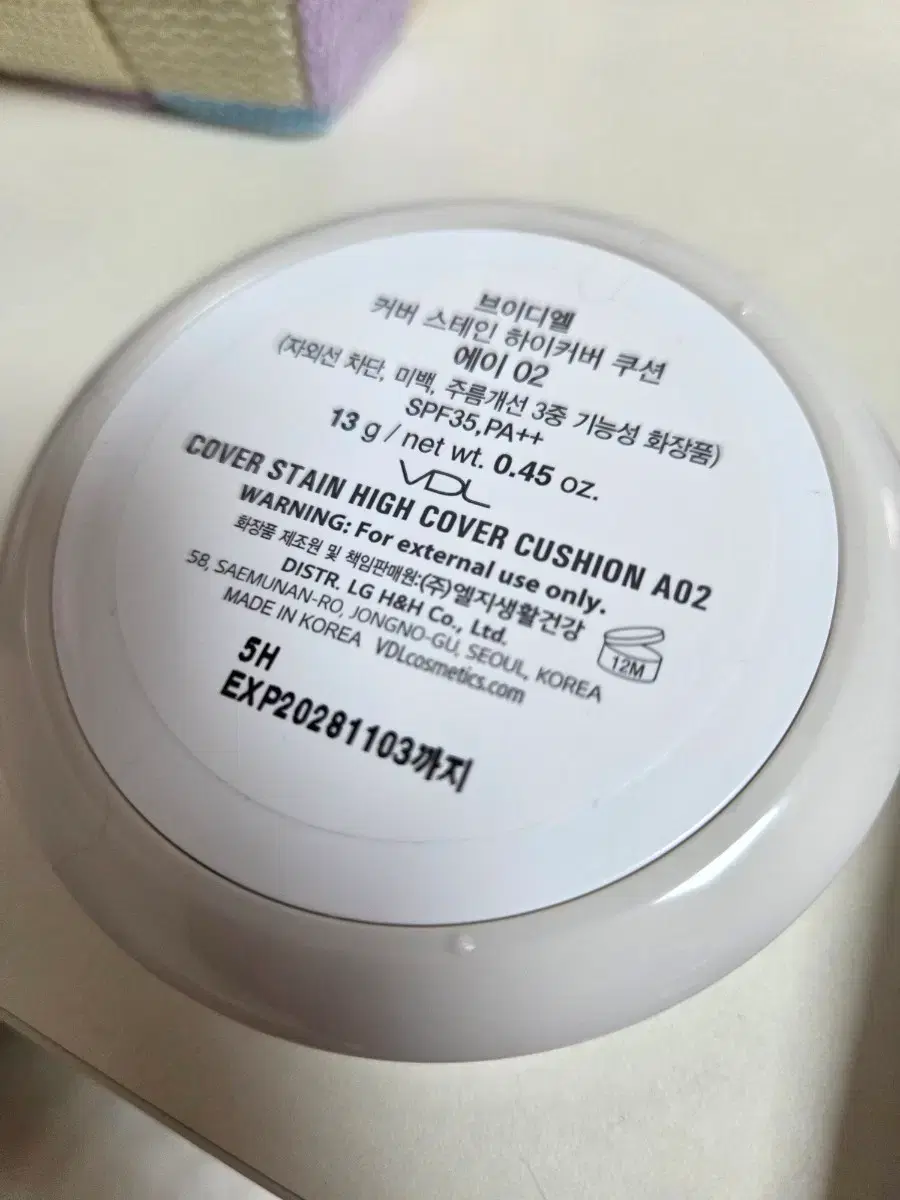 브이디엘
커버 스테인 하이커버 쿠션
에이 02
(자외선 차단, 미백, 주름개선 3중 기능성 화장품)
SPF35,PA++
13 g / net wt. 0.45 oz.
VDL
COVER STAIN HIGH COVER CUSHION A02
WARNING: For external use only.
화장품 제조원 및 책임판매원:(주)엘지생활건강
DISTR. LG H&H Co., Ltd.
58, SAEMUNAN-RO, JONGNO-GU, SEOUL, KOREA
MADE IN KOREA VDLcosmetics.com
12M
5H
EXP20281103까지